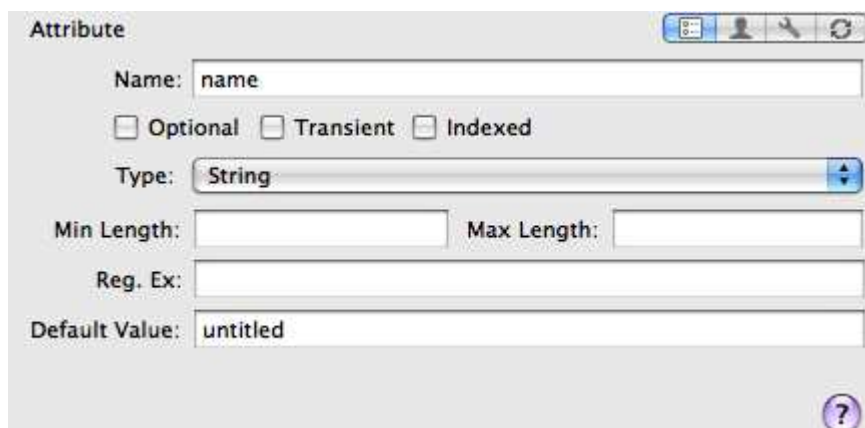 Attribute
Name: name
Optional Transient Indexed
Type: String
Min Length: Max Length:
Reg. Ex:
Default Value: untitled
?